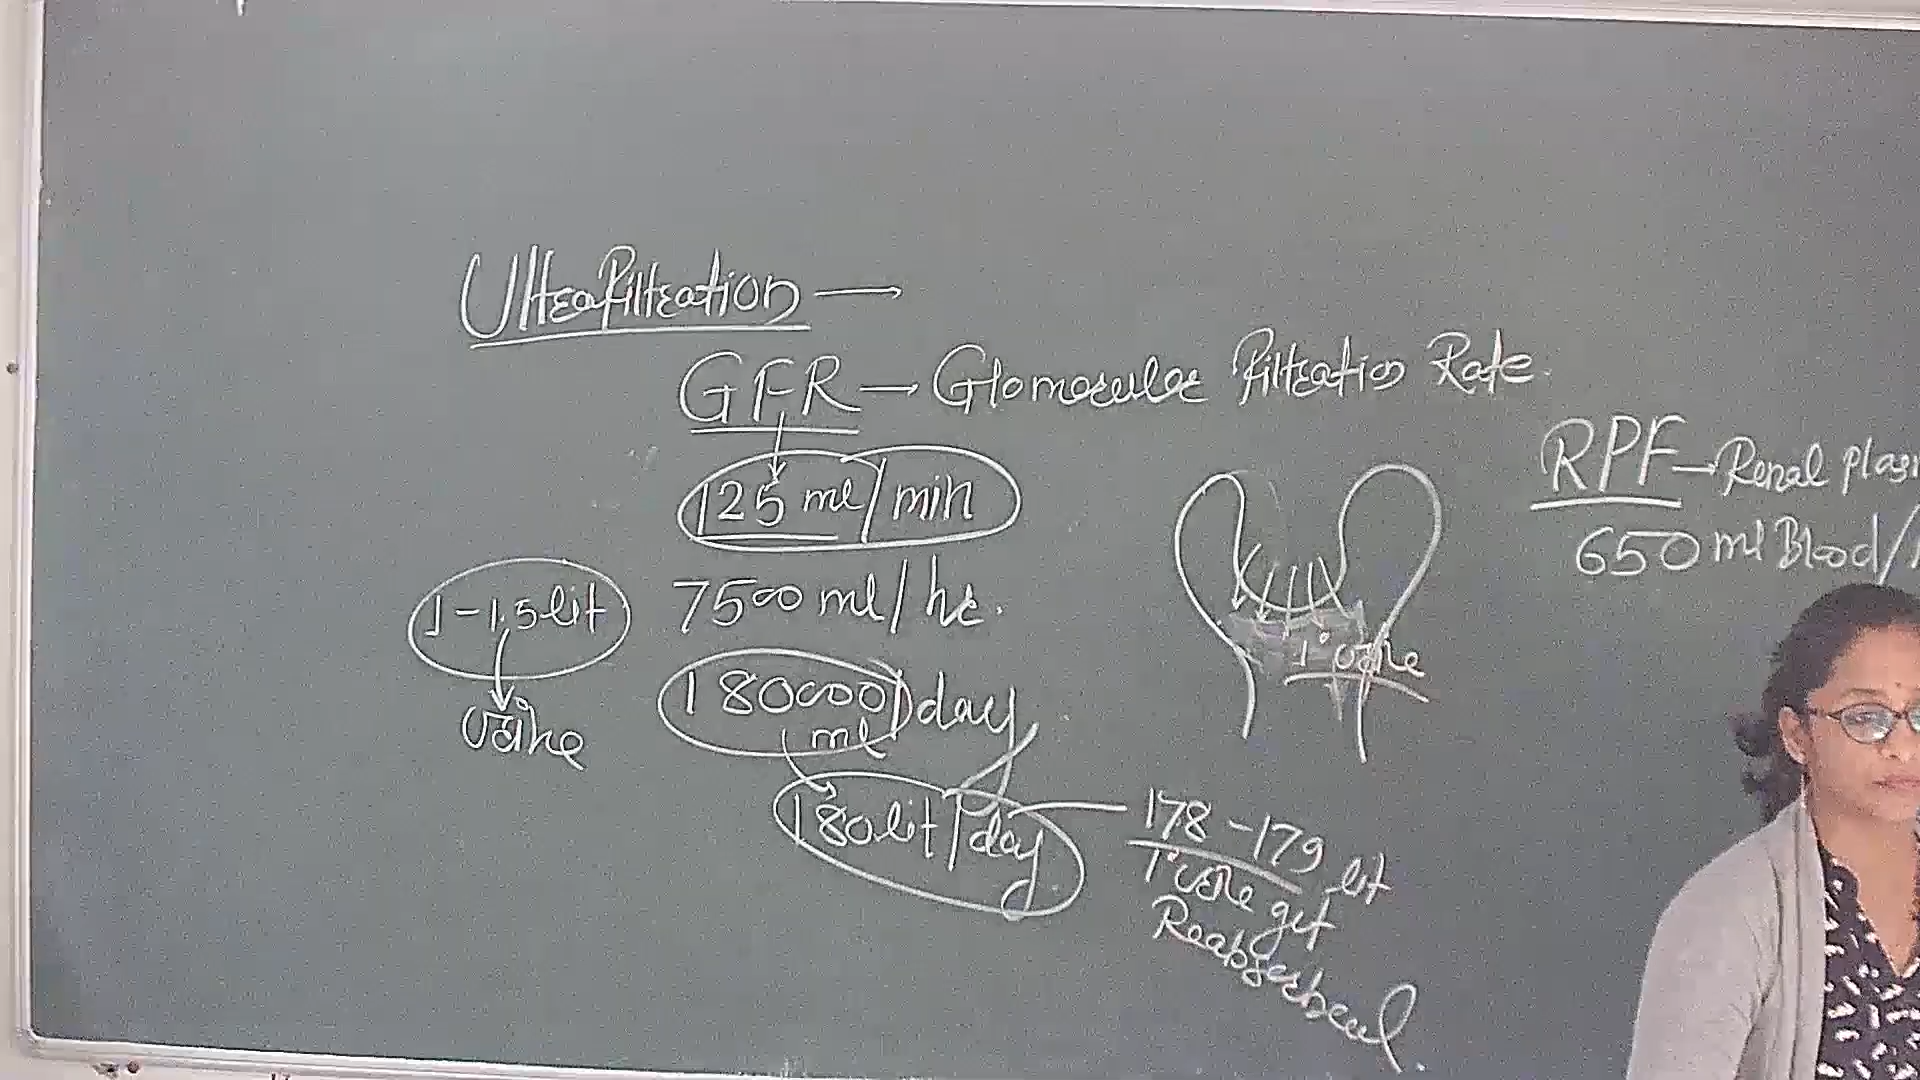 Ultrafiltration →
GFR → Glomerular Filtration Rate.
125 ml/min
7500 ml/hr.
180000 ml/day
180 lit/day
178-179 lit
1° urine get
Reabsorbed.
1-1.5 lit
urine
1° urine
RPF → Renal
650 ml Blood/